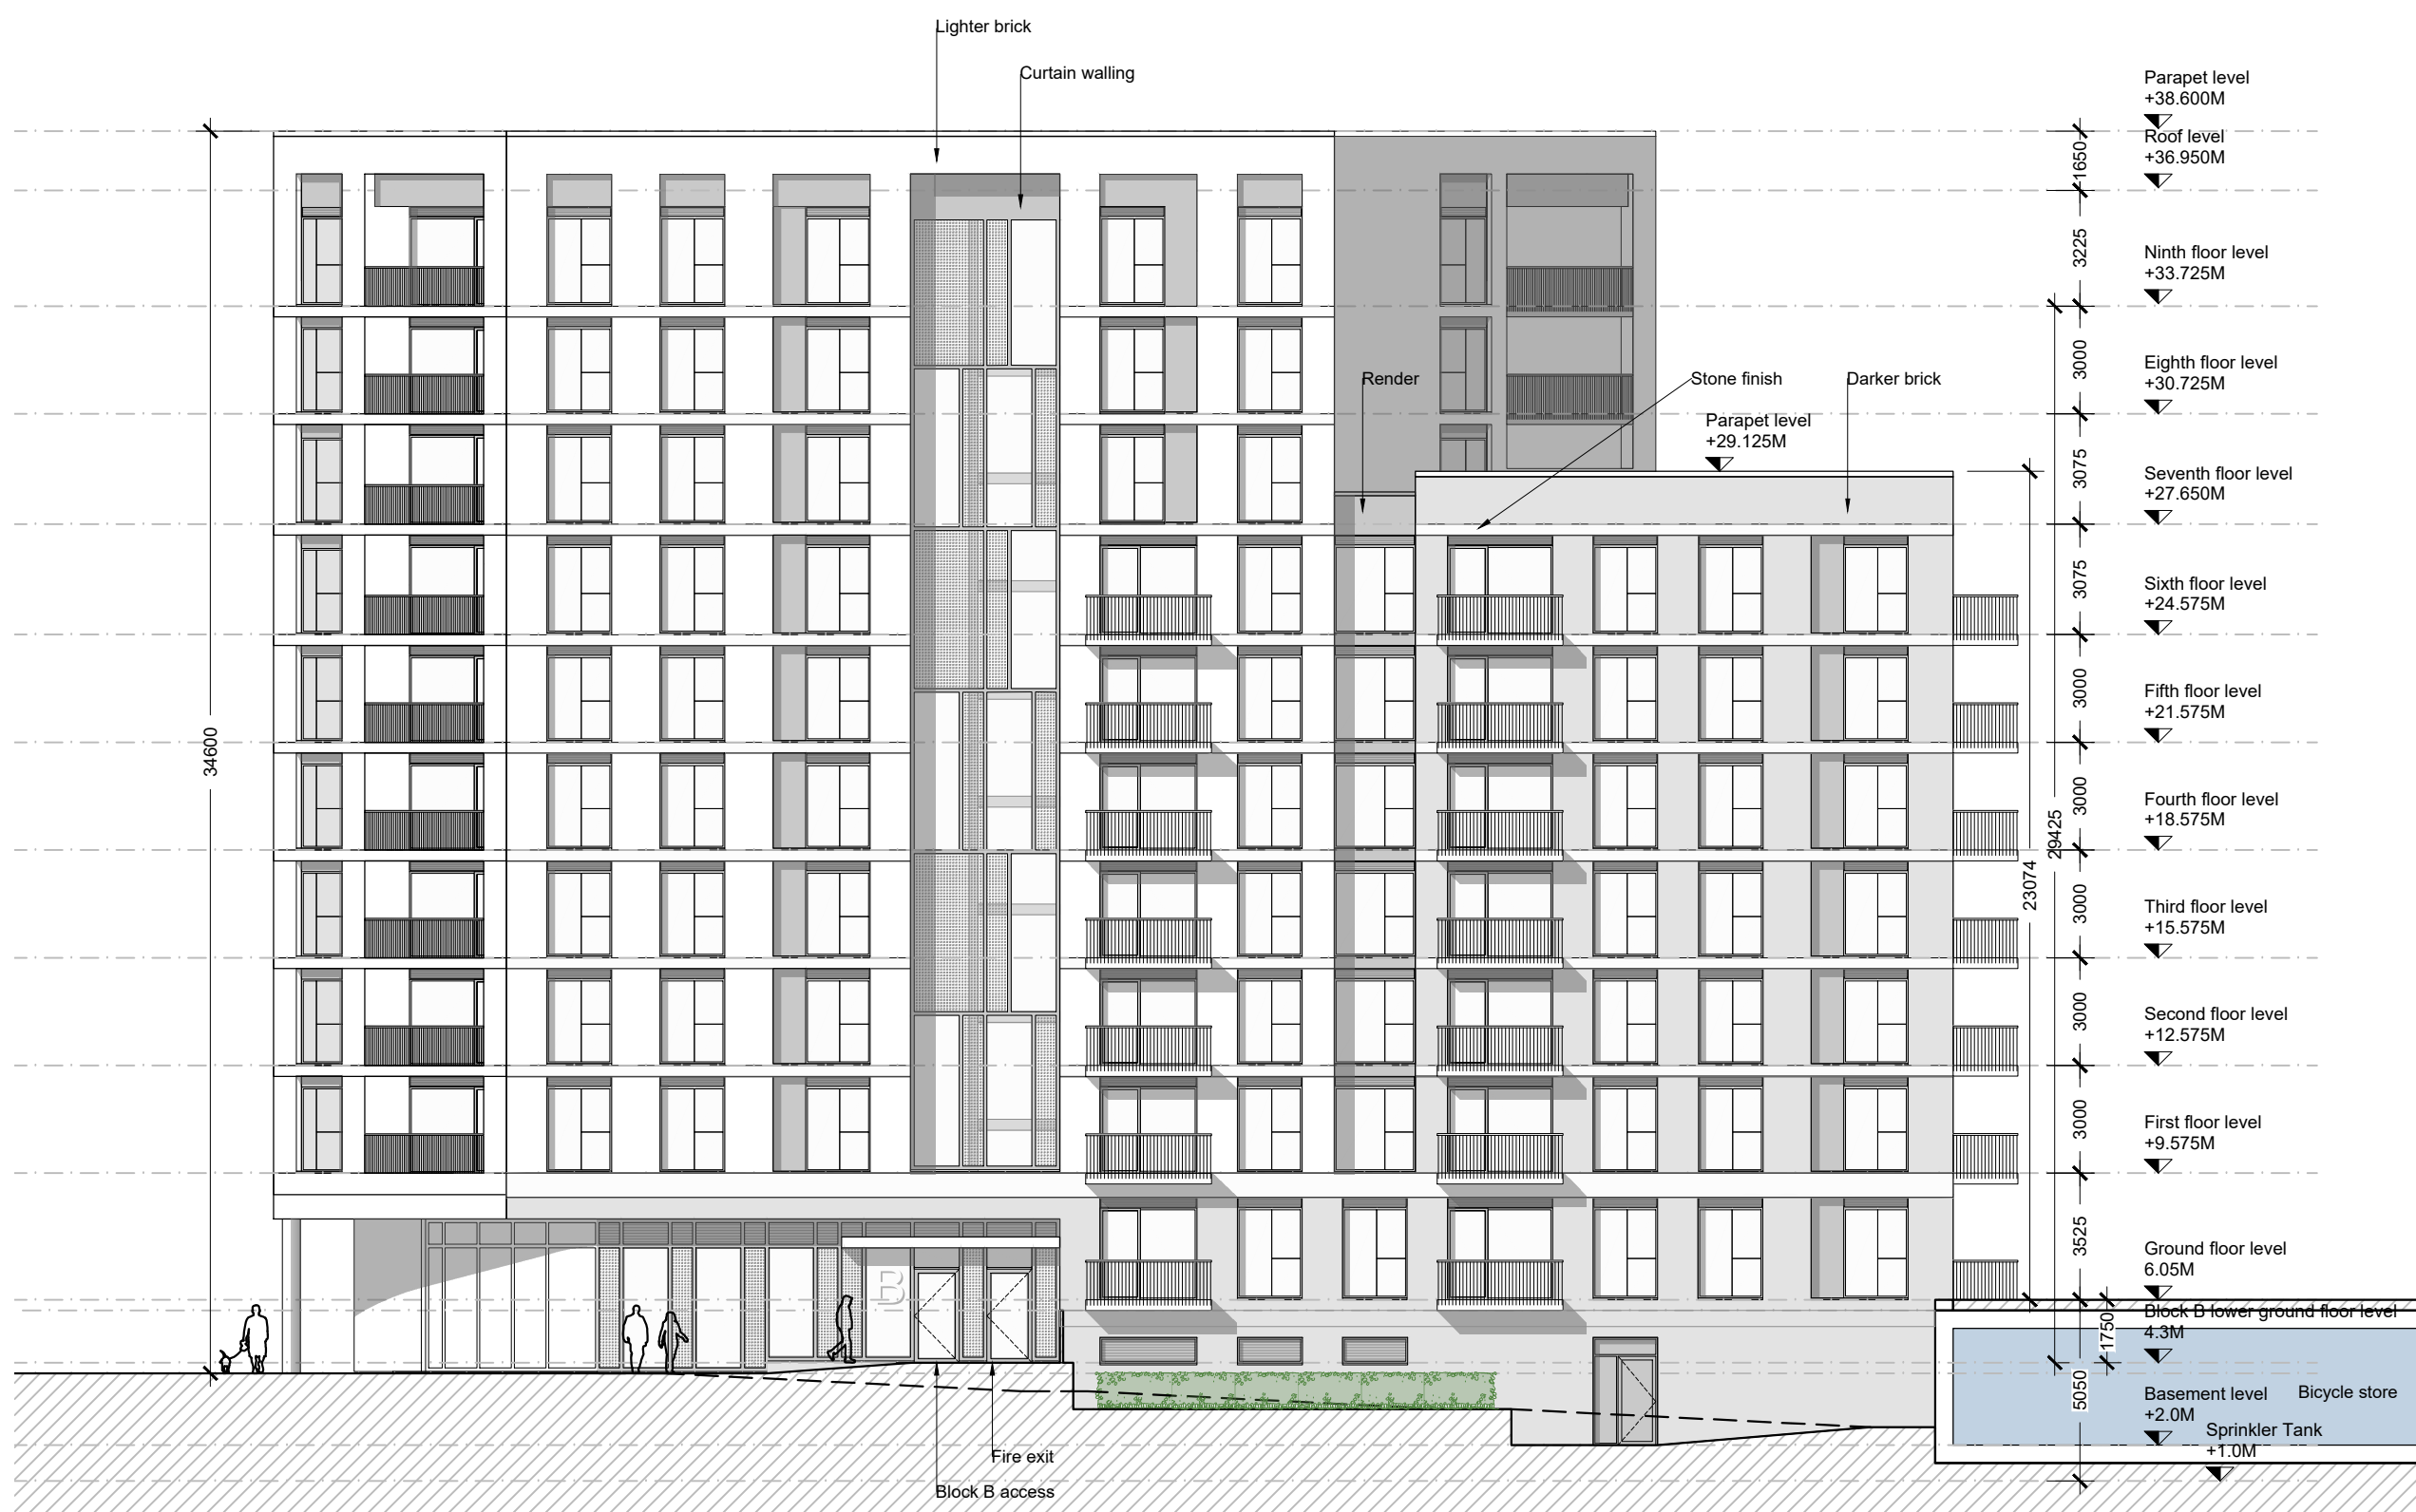 Lighter brick
Curtain walling
Parapet level
+38.600M
Roof level
+36.950M
1650
3225
Ninth floor level
+33.725M
3000
Eighth floor level
+30.725M
Render
Stone finish
Darker brick
Parapet level
+29.125M
3075
Seventh floor level
+27.650M
3075
Sixth floor level
+24.575M
3000
Fifth floor level
+21.575M
34600
3000
Fourth floor level
+18.575M
29425
23074
3000
Third floor level
+15.575M
3000
Second floor level
+12.575M
3000
First floor level
+9.575M
3525
Ground floor level
6.05M
B
Block B lower ground floor level
4.3M
1750
5050
Basement level
+2.0M
Bicycle store
Sprinkler Tank
+1.0M
Fire exit
Block B access